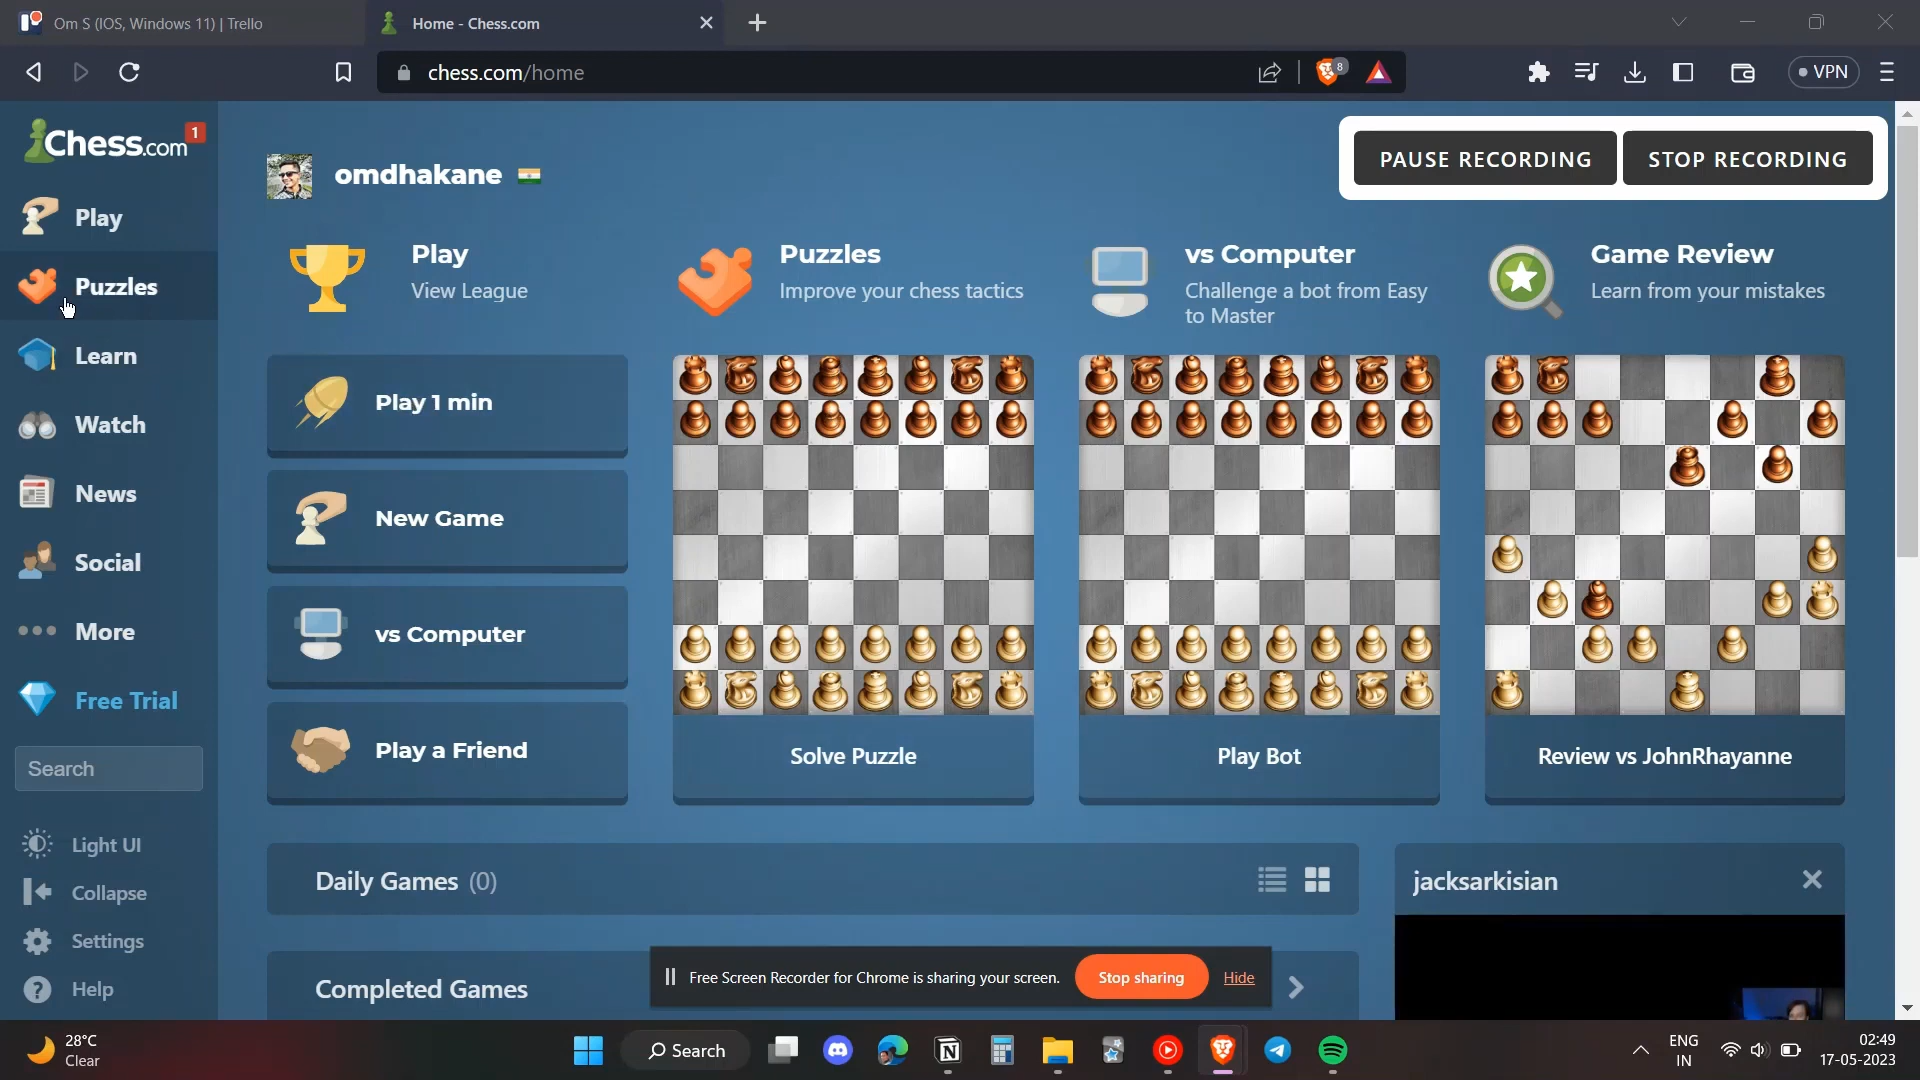 Om S (IOS, Windows 11) | Trello
Home - Chess.com
chess.com/home
8
VPN
Chess.com
1
Play
Puzzles
Learn
Watch
News
Social
More
Free Trial
Search
Light UI
Collapse
Settings
Help
omdhakane
PAUSE RECORDING
STOP RECORDING
Play
View League
Puzzles
Improve your chess tactics
vs Computer
Challenge a bot from Easy
to Master
Game Review
Learn from your mistakes
Play 1 min
New Game
vs Computer
Play a Friend
Solve Puzzle
Play Bot
Review vs JohnRhayanne
Daily Games (0)
jacksarkisian
Completed Games
Free Screen Recorder for Chrome is sharing your screen.
Stop sharing
Hide
28°C
Clear
Search
ENG
IN
02:49
17-05-2023